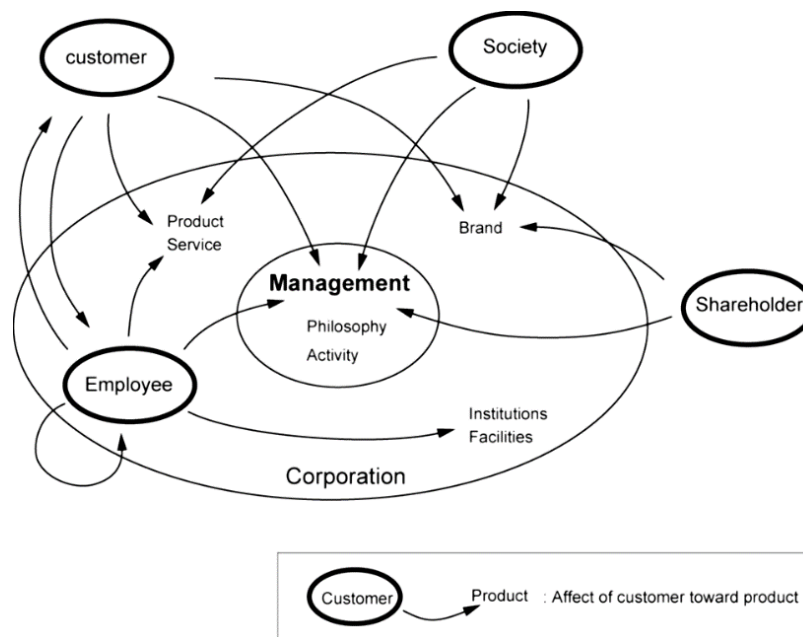 customer
Society
Product
Service
Brand
Management
Philosophy
Activity
Shareholder
Employee
Institutions
Facilities
Corporation
Customer
Product : Affect of customer toward product